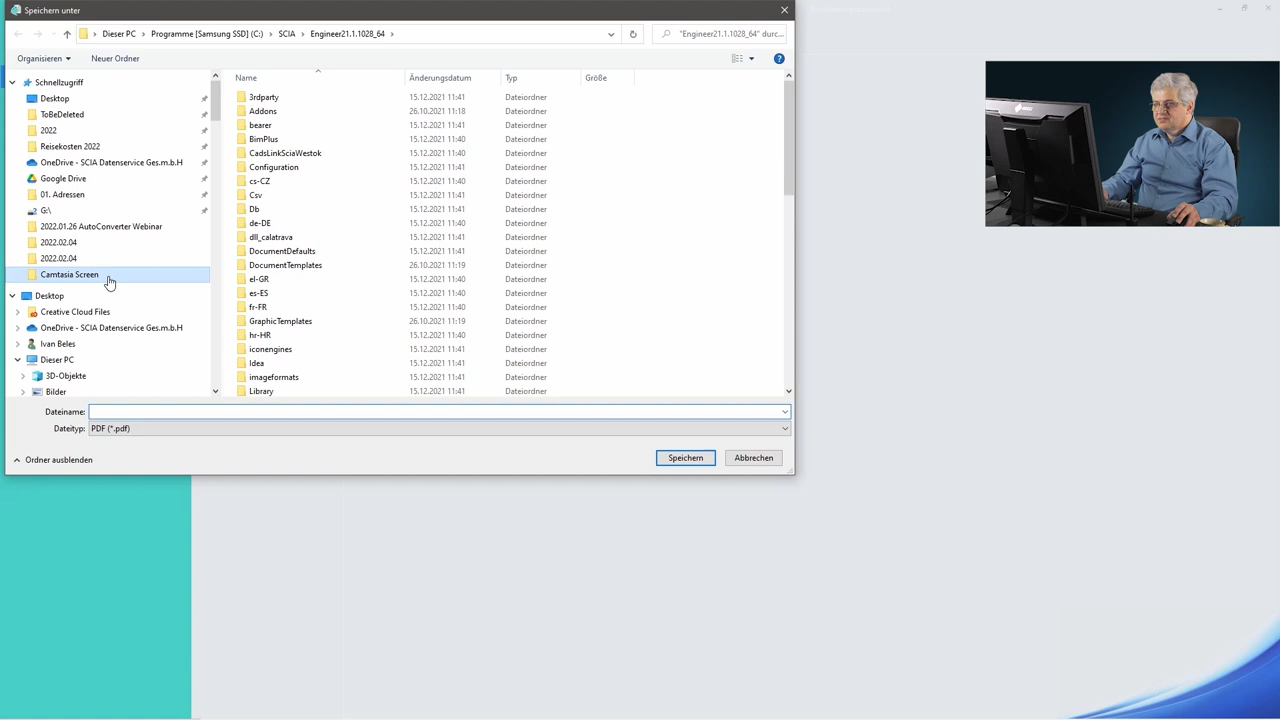 Speichern unter
Dieser PC > Programme [Samsung SSD] (C:) > SCIA > Engineer21.1.1028_64 >
"Engineer21.1.1028_64" durc...
Organisieren
Neuer Ordner
Name Änderungsdatum Typ Größe
Schnellzugriff
Desktop
ToBeDeleted
2022
Reisekosten 2022
OneDrive - SCIA Datenservice Ges.m.b.H
Google Drive
01. Adressen
G:\
2022.01.26 AutoConverter Webinar
2022.02.04
2022.02.04
Camtasia Screen
Desktop
Creative Cloud Files
OneDrive - SCIA Datenservice Ges.m.b.H
Ivan Beles
Dieser PC
3D-Objekte
Bilder
3rdparty 15.12.2021 11:41 Dateiordner
Addons 26.10.2021 11:18 Dateiordner
bearer 15.12.2021 11:41 Dateiordner
BimPlus 15.12.2021 11:40 Dateiordner
CadsLinkSciaWestok 15.12.2021 11:40 Dateiordner
Configuration 15.12.2021 11:41 Dateiordner
cs-CZ 15.12.2021 11:40 Dateiordner
Csv 15.12.2021 11:41 Dateiordner
Db 15.12.2021 11:41 Dateiordner
de-DE 15.12.2021 11:40 Dateiordner
dll_calatrava 15.12.2021 11:41 Dateiordner
DocumentDefaults 15.12.2021 11:41 Dateiordner
DocumentTemplates 26.10.2021 11:19 Dateiordner
el-GR 15.12.2021 11:40 Dateiordner
es-ES 15.12.2021 11:40 Dateiordner
fr-FR 15.12.2021 11:40 Dateiordner
GraphicTemplates 26.10.2021 11:19 Dateiordner
hr-HR 15.12.2021 11:40 Dateiordner
iconengines 15.12.2021 11:41 Dateiordner
Idea 15.12.2021 11:41 Dateiordner
imageformats 15.12.2021 11:41 Dateiordner
Library 15.12.2021 11:41 Dateiordner
Dateiname:
Dateityp: PDF (*.pdf)
Ordner ausblenden
Speichern
Abbrechen